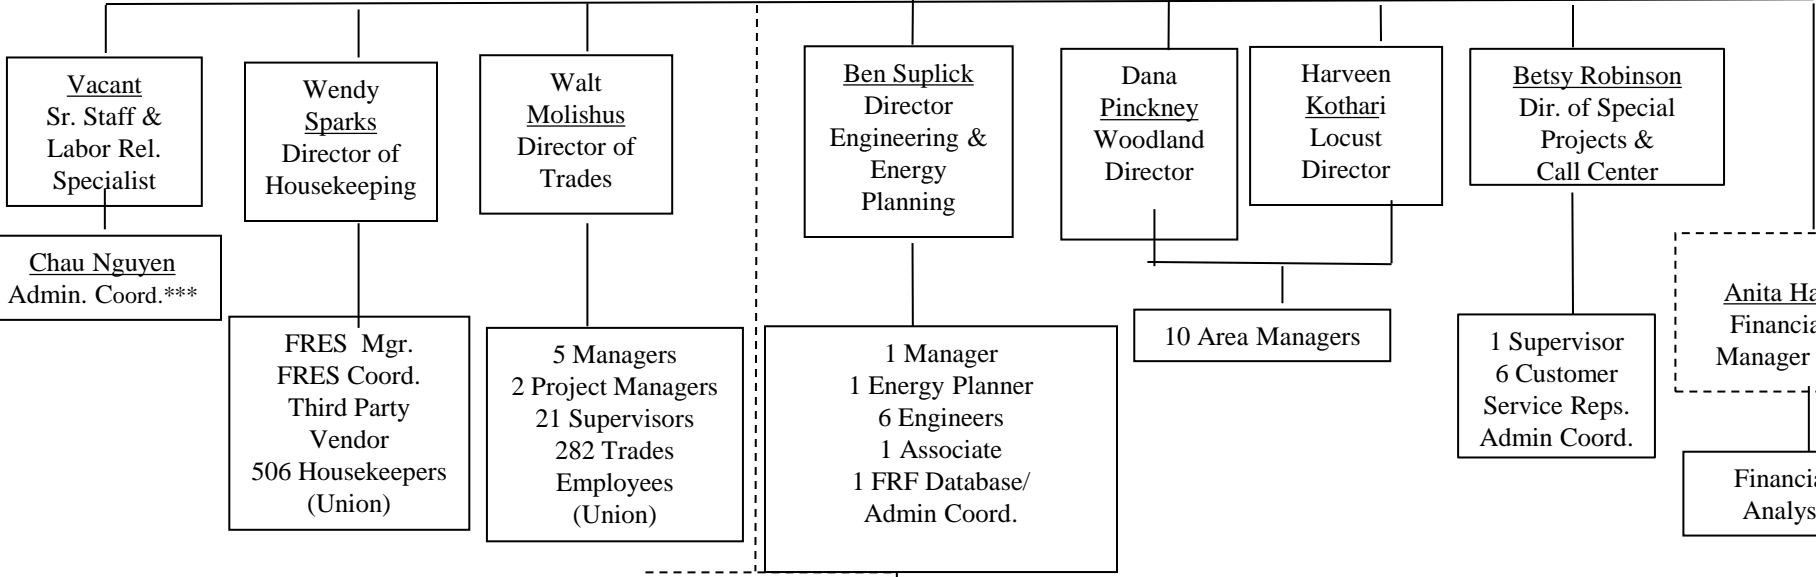 Vacant
Sr. Staff &
Labor Rel.
Specialist
Chau Nguyen
Admin. Coord.***
Wendy
Sparks
Director of
Housekeeping
FRES Mgr.
FRES Coord.
Third Party
Vendor
506 Housekeepers
(Union)
Walt
Molishus
Director of
Trades
5 Managers
2 Project Managers
21 Supervisors
282 Trades
Employees
(Union)
Ben Suplick
Director
Engineering &
Energy
Planning
1 Manager
1 Energy Planner
6 Engineers
1 Associate
1 FRF Database/
Admin Coord.
Dana
Pinckney
Woodland
Director
Harveen
Kothari
Locust
Director
10 Area Managers
Betsy Robinson
Dir. of Special
Projects &
Call Center
1 Supervisor
6 Customer
Service Reps.
Admin Coord.
Anita
Manager